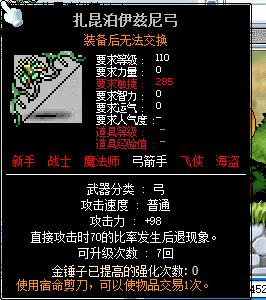 扎昆泊伊兹尼弓
装备后无法交换
要求等级： 110
要求力量： 0
要求敏捷： 285
要求智力： 0
要求运气： 0
要求人气度： -
道具等级： -
道具经验值： -
新手 战士 魔法师 弓箭手 飞侠 海盗
武器分类 ： 弓
攻击速度 ： 普通
攻击力 ： +98
直接攻击时70的比率发生后退现象。
可升级次数 ： 7回
金锤子已提高的强化次数: 0
使用宿命剪刀，可以使物品交易1次。
452